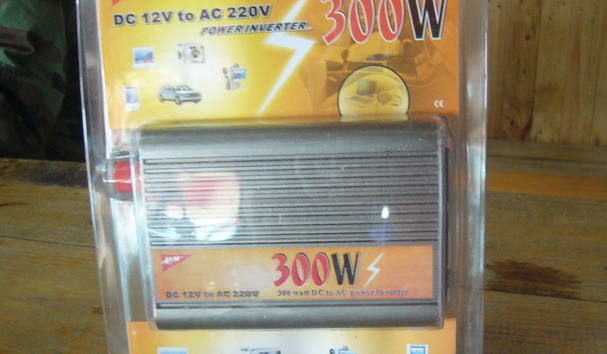 DC 12V to AC 220V
POWER INVERTER
300W
CE
300W
DC 12V to AC 220V
300 watt DC to AC power Inverter